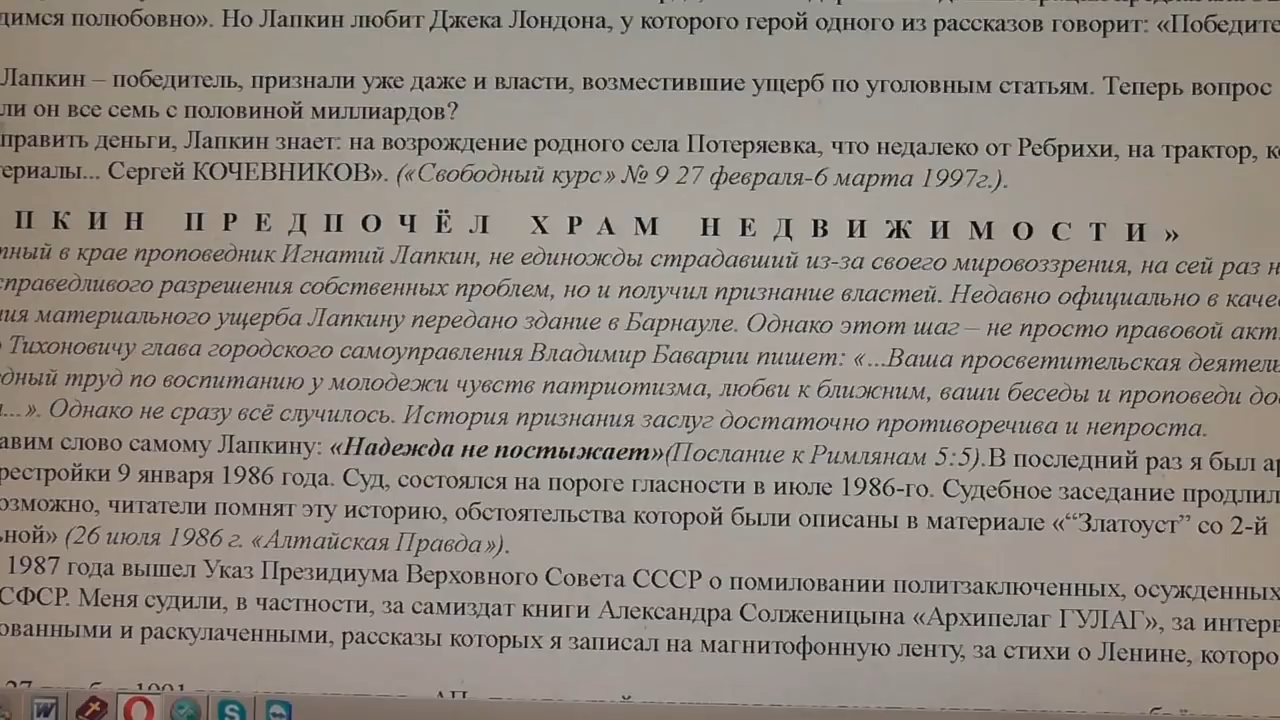 димся полюбовно». Но Лапкин любит Джека Лондона, у которого герой одного из рассказов говорит: «Победите
Лапкин – победитель, признали уже даже и власти, возместившие ущерб по уголовным статьям. Теперь вопрос
ли он все семь с половиной миллиардов?
править деньги, Лапкин знает: на возрождение родного села Потеряевка, что недалеко от Ребрихи, на трактор, к
териалы... Сергей КОЧЕВНИКОВ». («Свободный курс» № 9 27 февраля-6 марта 1997г.).
ПКИН ПРЕДПОЧЁЛ ХРАМ НЕДВИЖИМОСТИ»
тный в крае проповедник Игнатий Лапкин, не единожды страдавший из-за своего мировоззрения, на сей раз н
справедливого разрешения собственных проблем, но и получил признание властей. Недавно официально в каче
ия материального ущерба Лапкину передано здание в Барнауле. Однако этот шаг – не просто правовой акт.
Тихоновичу глава городского самоуправления Владимир Баварии пишет: «...Ваша просветительская деятель
дный труд по воспитанию у молодежи чувств патриотизма, любви к ближним, ваши беседы и проповеди до
...». Однако не сразу всё случилось. История признания заслуг достаточно противоречива и непроста.
авим слово самому Лапкину: «Надежда не постыжает»(Послание к Римлянам 5:5).В последний раз я был ар
рестройки 9 января 1986 года. Суд, состоялся на пороге гласности в июле 1986-го. Судебное заседание продлил
озможно, читатели помнят эту историю, обстоятельства которой были описаны в материале «“Златоуст” со 2-й
ьной» (26 июля 1986 г. «Алтайская Правда»).
1987 года вышел Указ Президиума Верховного Совета СССР о помиловании политзаключенных, осужденных
СФСР. Меня судили, в частности, за самиздат книги Александра Солженицына «Архипелаг ГУЛАГ», за интерв
ованными и раскулаченными, рассказы которых я записал на магнитофонную ленту, за стихи о Ленине, которо